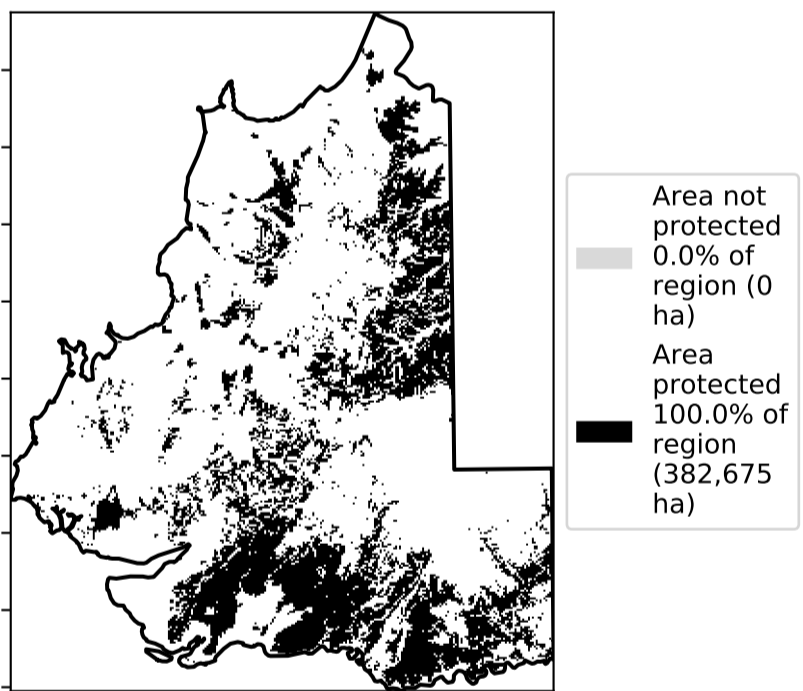 Area not
protected
0.0% of
region (0
ha)
Area
protected
100.0% of
region
(382,675
ha)